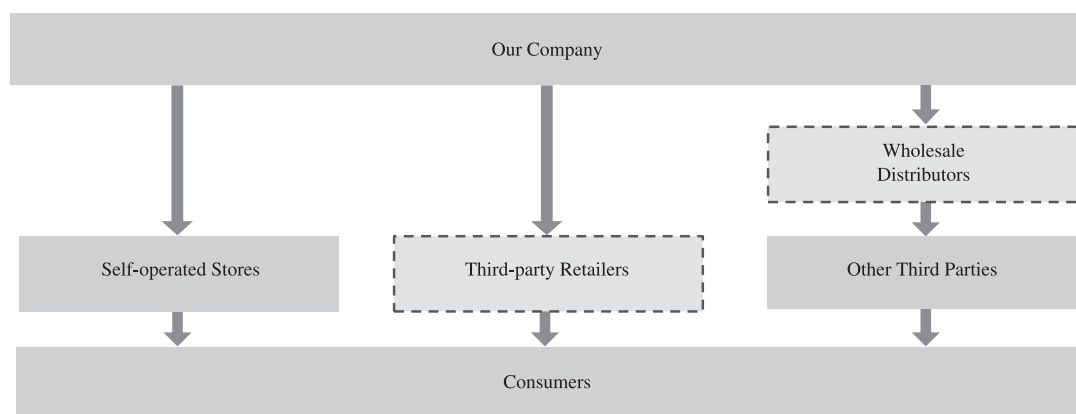 Our Company
Wholesale
Distributors
Self-operated Stores
Third-party Retailers
Other Third Parties
Consumers